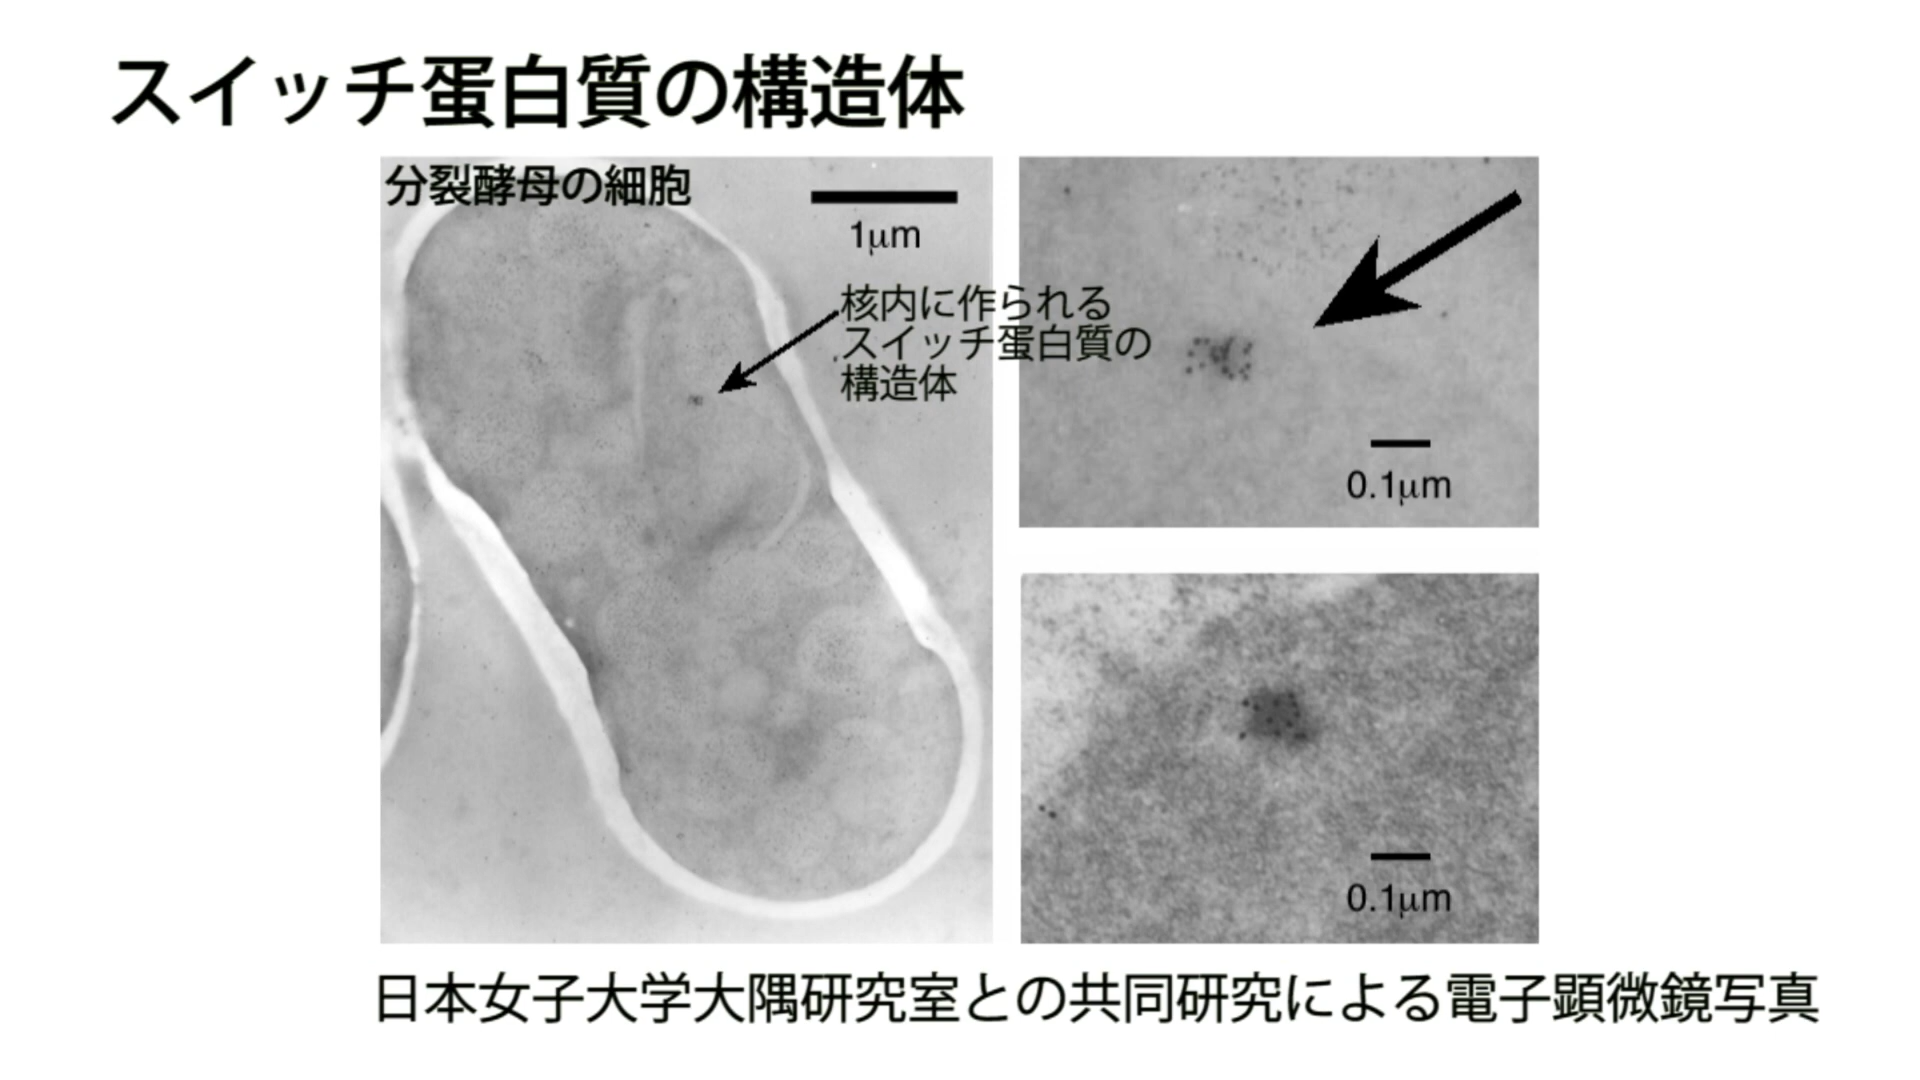 スイッチ蛋白質の構造体
分裂酵母の細胞
1μm
核内に作られる
スイッチ蛋白質の
構造体
0.1μm
0.1μm
日本女子大学大隅研究室との共同研究による電子顕微鏡写真